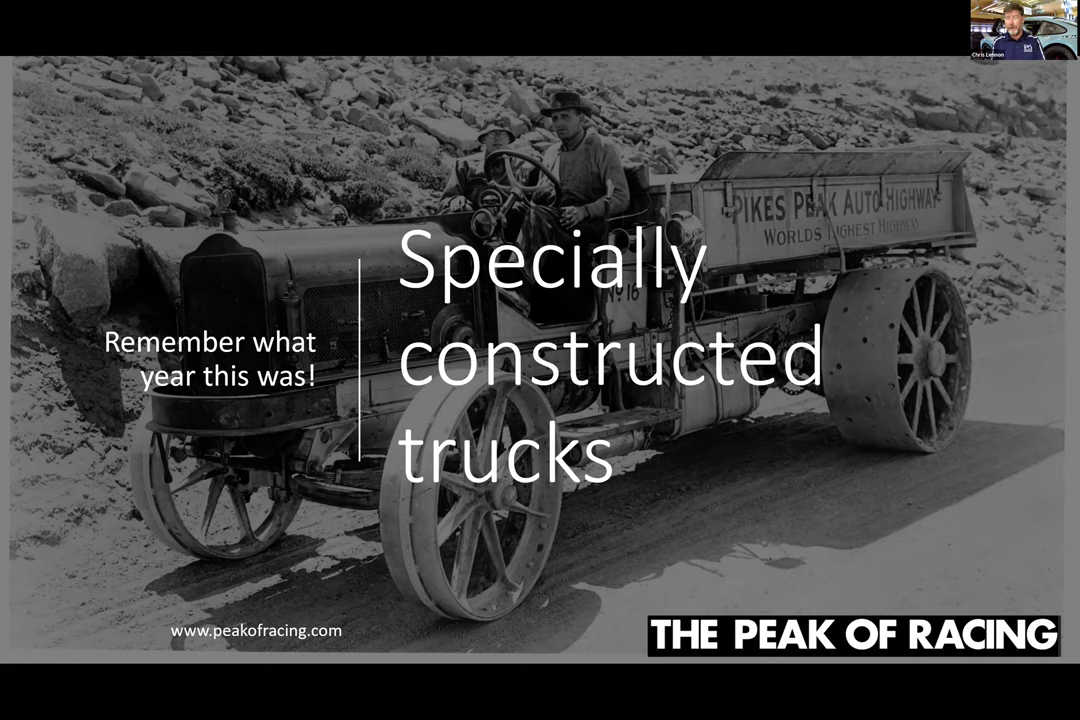 Chris Lennon
PIKES PEAK AUTO HIGHWAY
WORLDS HIGHEST HIGHWAY
Specially
constructed
trucks
No 16
Remember what
year this was!
www.peakofracing.com
THE PEAK OF RACING